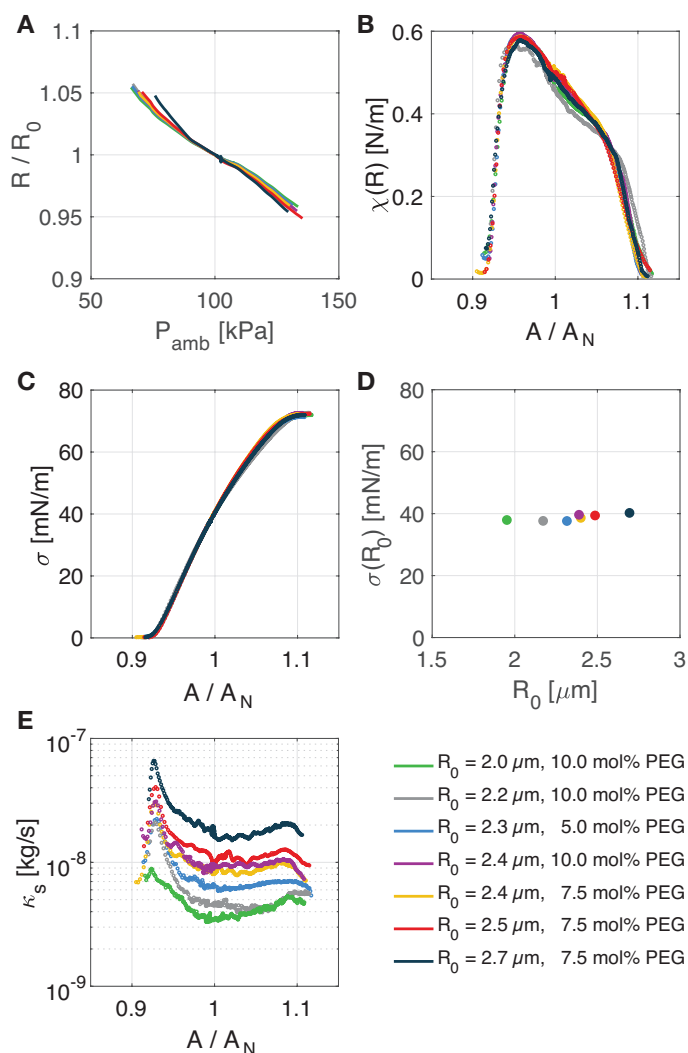 A
1.1
1.05
1
0.95
0.9
R / R₀
50
100
150
P_amb [kPa]
B
0.6
0.4
0.2
0
χ(R) [N/m]
0.9
1
1.1
A / A_N
C
80
60
40
20
0
σ [mN/m]
0.9
1
1.1
A / A_N
D
80
60
40
20
0
σ(R₀) [mN/m]
1.5
2
2.5
3
R₀ [μm]
E
10⁻⁷
10⁻⁸
10⁻⁹
κ_s [kg/s]
0.9
1
1.1
A / A_N
R₀ = 2.0 μm, 10.0 mol% PEG
R₀ = 2.2 μm, 10.0 mol% PEG
R₀ = 2.3 μm, 5.0 mol% PEG
R₀ = 2.4 μm, 10.0 mol% PEG
R₀ = 2.4 μm, 7.5 mol% PEG
R₀ = 2.5 μm, 7.5 mol% PEG
R₀ = 2.7 μm, 7.5 mol% PEG